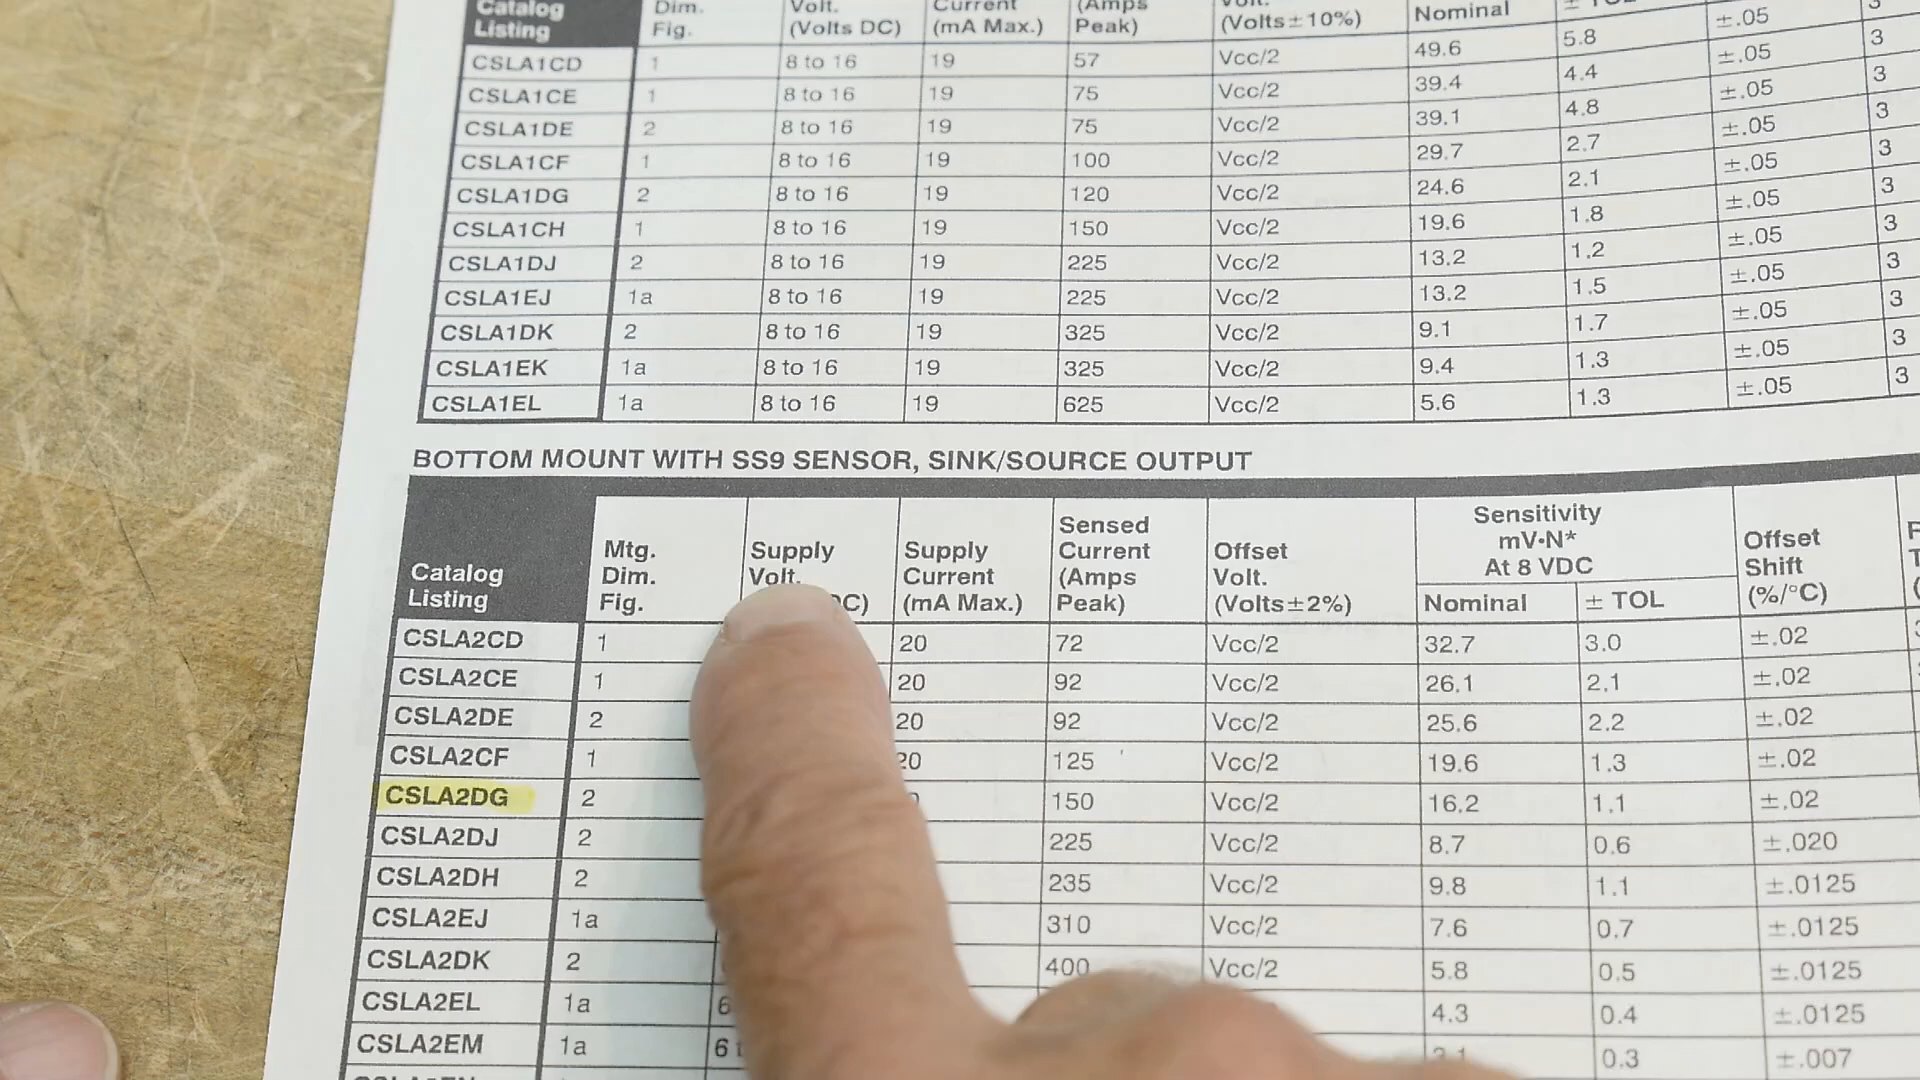 Catalog Listing Dim. Fig. Volt. (Volts DC) Current (mA Max.) (Amps Peak) Volt. (Volts±10%) Nominal ± TOL
CSLA1CD 1 8 to 16 19 57 Vcc/2 49.6 5.8 ±.05 3
CSLA1CE 1 8 to 16 19 75 Vcc/2 39.4 4.4 ±.05 3
CSLA1DE 2 8 to 16 19 75 Vcc/2 39.1 4.8 ±.05 3
CSLA1CF 1 8 to 16 19 100 Vcc/2 29.7 2.7 ±.05 3
CSLA1DG 2 8 to 16 19 120 Vcc/2 24.6 2.1 ±.05 3
CSLA1CH 1 8 to 16 19 150 Vcc/2 19.6 1.8 ±.05 3
CSLA1DJ 2 8 to 16 19 225 Vcc/2 13.2 1.2 ±.05 3
CSLA1EJ 1a 8 to 16 19 225 Vcc/2 13.2 1.5 ±.05 3
CSLA1DK 2 8 to 16 19 325 Vcc/2 9.1 1.7 ±.05 3
CSLA1EK 1a 8 to 16 19 325 Vcc/2 9.4 1.3 ±.05 3
CSLA1EL 1a 8 to 16 19 625 Vcc/2 5.6 1.3 ±.05 3
BOTTOM MOUNT WITH SS9 SENSOR, SINK/SOURCE OUTPUT
Catalog Listing Mtg. Dim. Fig. Supply Volt. Supply Current (mA Max.) Sensed Current (Amps Peak) Offset Volt. (Volts±2%) Sensitivity mV•N* At 8 VDC Nominal ± TOL Offset Shift (%/°C)
CSLA2CD 1 20 72 Vcc/2 32.7 3.0 ±.02
CSLA2CE 1 20 92 Vcc/2 26.1 2.1 ±.02
CSLA2DE 2 20 92 Vcc/2 25.6 2.2 ±.02
CSLA2CF 1 20 125 Vcc/2 19.6 1.3 ±.02
CSLA2DG 2 150 Vcc/2 16.2 1.1 ±.02
CSLA2DJ 2 225 Vcc/2 8.7 0.6 ±.020
CSLA2DH 2 235 Vcc/2 9.8 1.1 ±.0125
CSLA2EJ 1a 310 Vcc/2 7.6 0.7 ±.0125
CSLA2DK 2 400 Vcc/2 5.8 0.5 ±.0125
CSLA2EL 1a 6 4.3 0.4 ±.0125
CSLA2EM 1a 6 0.3 ±.007